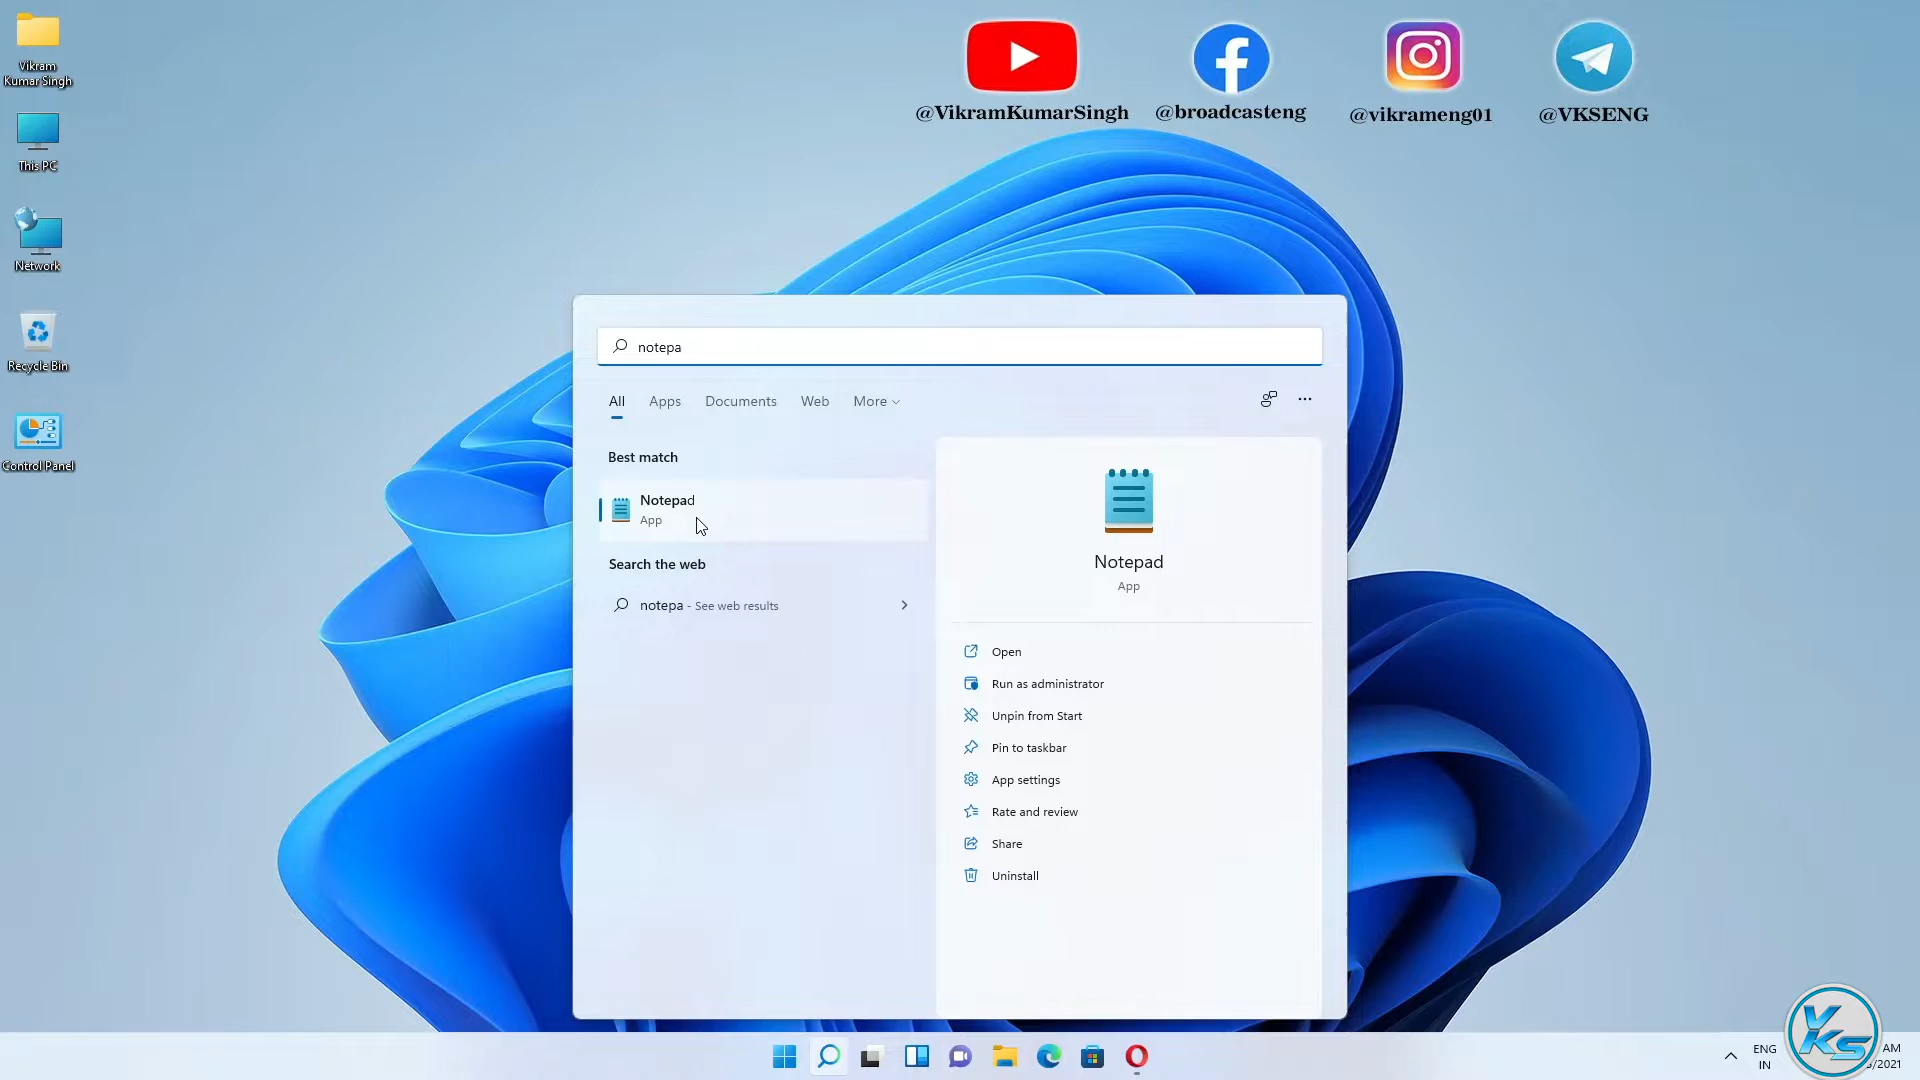 Vikram
Kumar Singh
This PC
Network
Recycle Bin
Control Panel
@VikramKumarSingh
@broadcasteng
@vikrameng01
@VKSENG
notepa
All
Apps
Documents
Web
More
Best match
Notepad
App
Search the web
notepa - See web results
Notepad
App
Open
Run as administrator
Unpin from Start
Pin to taskbar
App settings
Rate and review
Share
Uninstall
ENG
IN
AM
/2021
VKS